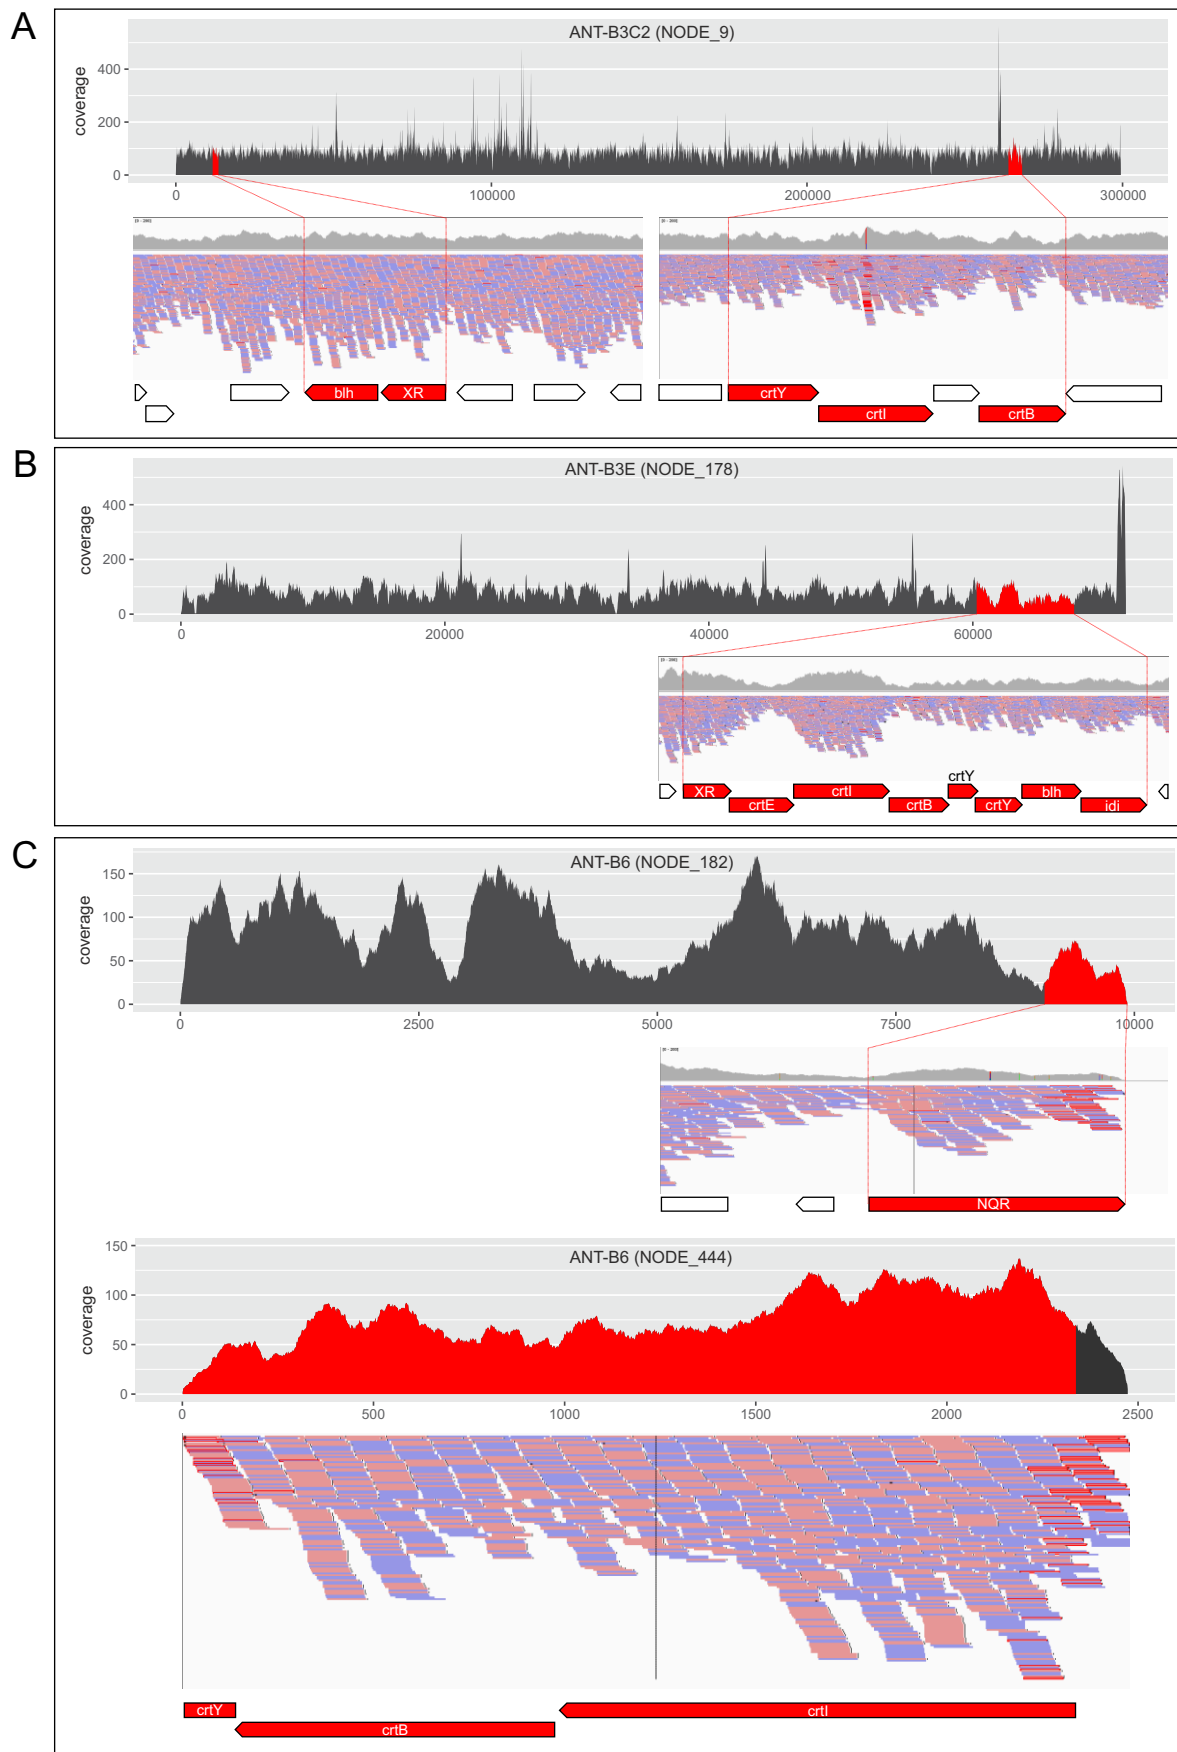 A
ANT-B3C2 (NODE_9)
coverage
400
200
0
0 100000 200000 300000
blh XR
crtY
crtI
crtB
B
ANT-B3E (NODE_178)
coverage
400
200
0
0 20000 40000 60000
crtY
XR crtI blh
crtE crtB crtY idi
C
ANT-B6 (NODE_182)
coverage
150
100
50
0
0 2500 5000 7500 10000
NQR
ANT-B6 (NODE_444)
coverage
150
100
50
0
0 500 1000 1500 2000 2500
crtY crtI
crtB